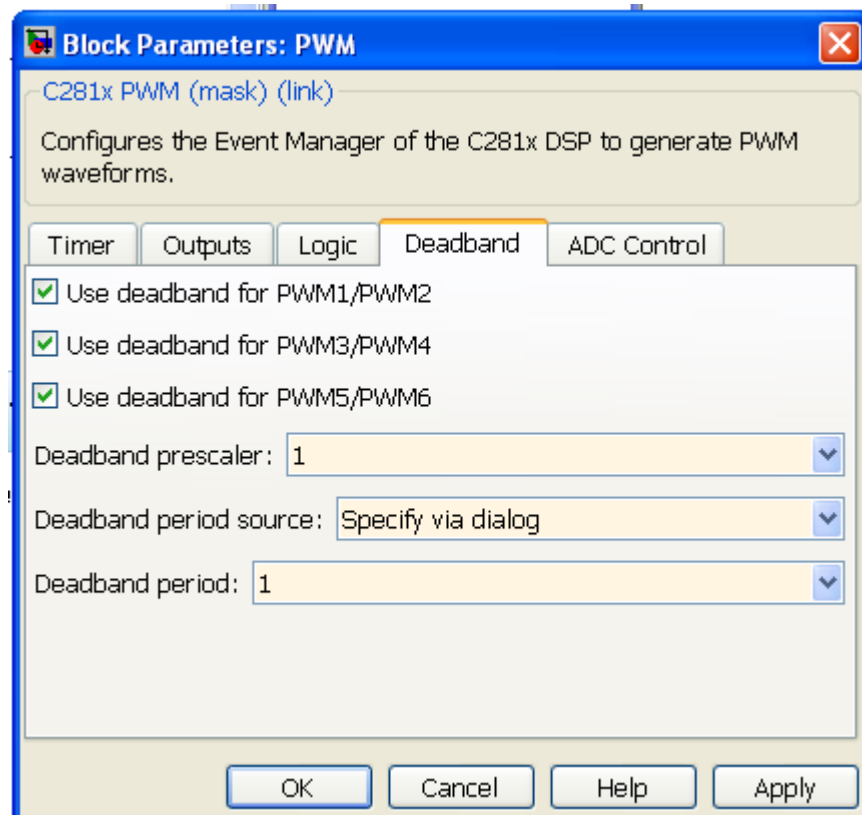 Block Parameters: PWM
C281x PWM (mask) (link)
Configures the Event Manager of the C281x DSP to generate PWM
waveforms.
Timer Outputs Logic Deadband ADC Control
Use deadband for PWM1/PWM2
Use deadband for PWM3/PWM4
Use deadband for PWM5/PWM6
Deadband prescaler: 1
Deadband period source: Specify via dialog
Deadband period: 1
OK Cancel Help Apply